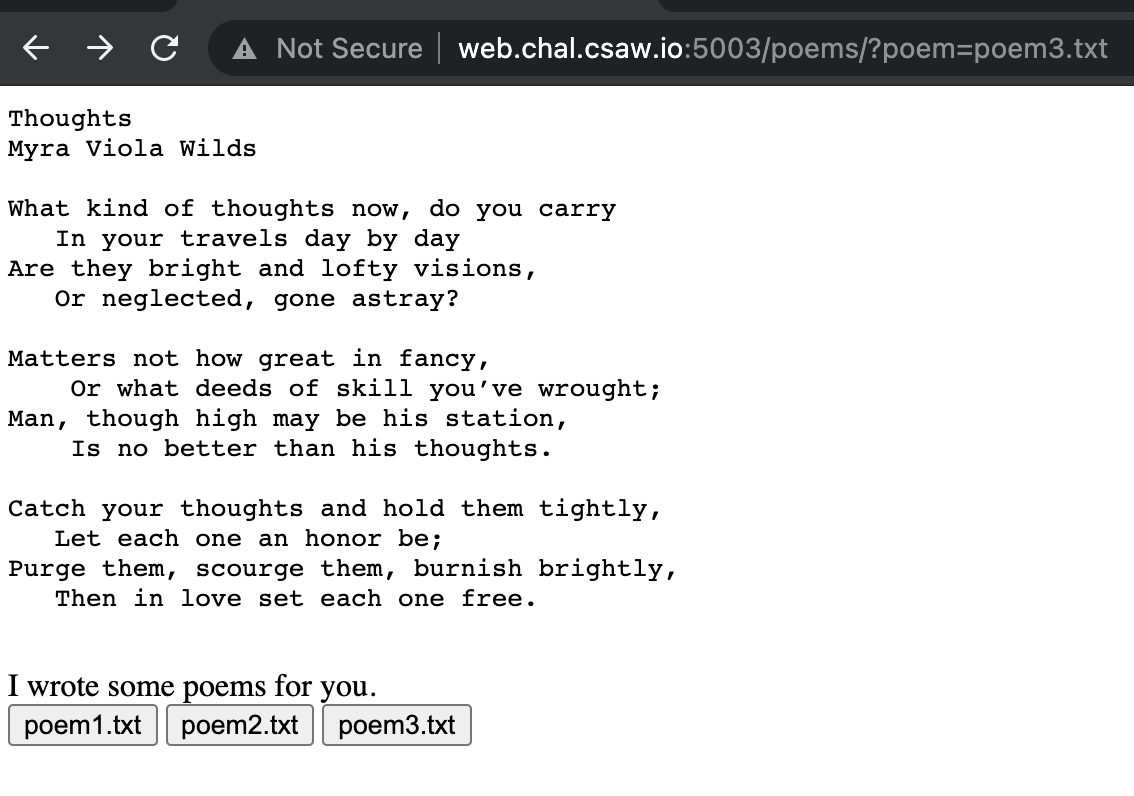 Not Secure web.chal.csaw.io:5003/poems/?poem=poem3.txt
Thoughts
Myra Viola Wilds
What kind of thoughts now, do you carry
In your travels day by day
Are they bright and lofty visions,
Or neglected, gone astray?
Matters not how great in fancy,
Or what deeds of skill you’ve wrought;
Man, though high may be his station,
Is no better than his thoughts.
Catch your thoughts and hold them tightly,
Let each one an honor be;
Purge them, scourge them, burnish brightly,
Then in love set each one free.
I wrote some poems for you.
poem1.txt poem2.txt poem3.txt